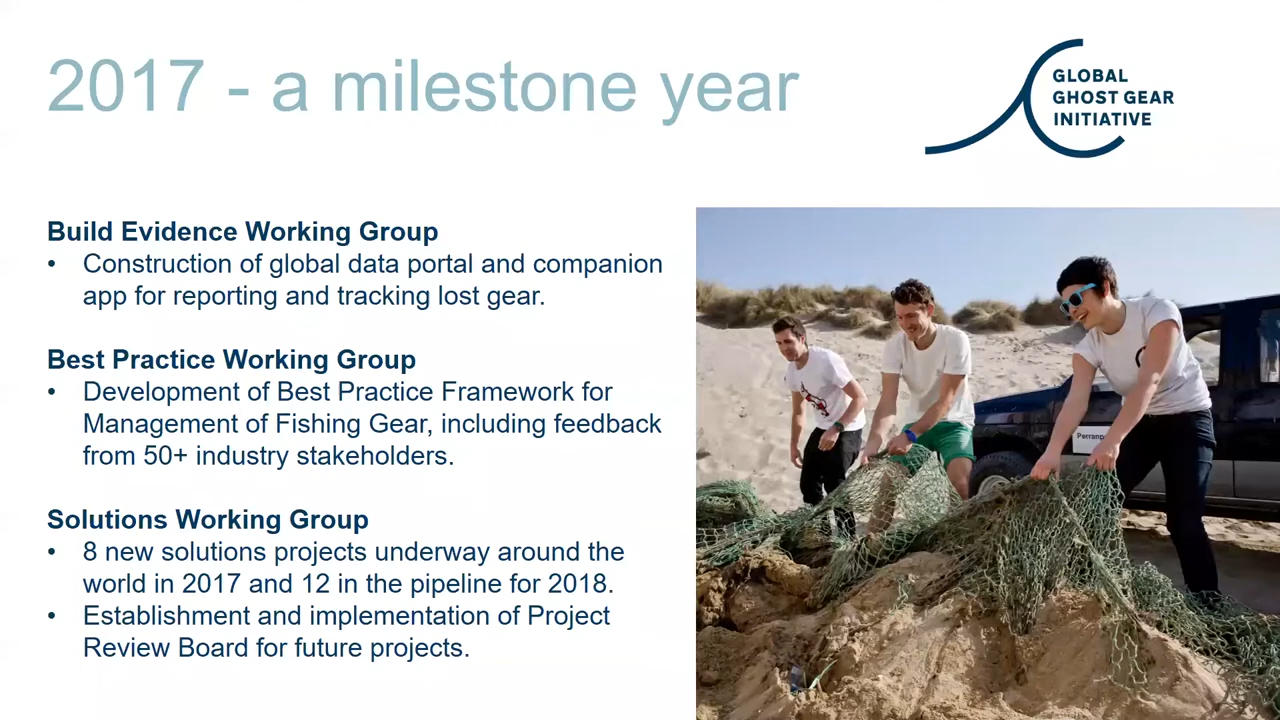 2017 - a milestone year
GLOBAL
GHOST GEAR
INITIATIVE
Build Evidence Working Group
• Construction of global data portal and companion
app for reporting and tracking lost gear.
Best Practice Working Group
• Development of Best Practice Framework for
Management of Fishing Gear, including feedback
from 50+ industry stakeholders.
Solutions Working Group
• 8 new solutions projects underway around the
world in 2017 and 12 in the pipeline for 2018.
• Establishment and implementation of Project
Review Board for future projects.